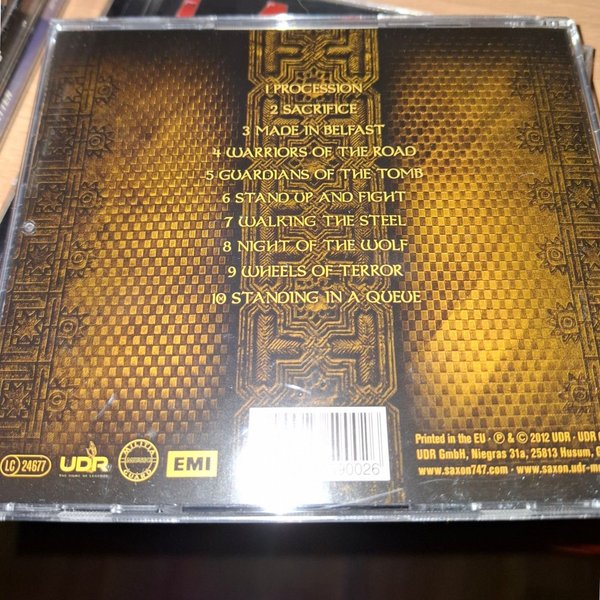 1 PROCESSION
2 SACRIFICE
3 MADE IN BELFAST
4 WARRIORS OF THE ROAD
5 GUARDIANS OF THE TOMB
6 STAND UP AND FIGHT
7 WALKING THE STEEL
8 NIGHT OF THE WOLF
9 WHEELS OF TERROR
10 STANDING IN A QUEUE
90026
LC 24677
UDR
MILITIA GUARD
EMI
Printed in the EU · ℗ & © 2012 UDR · UDR
UDR GmbH, Niegras 31a, 25813 Husum,
www.saxon747.com · www.saxon.udr-